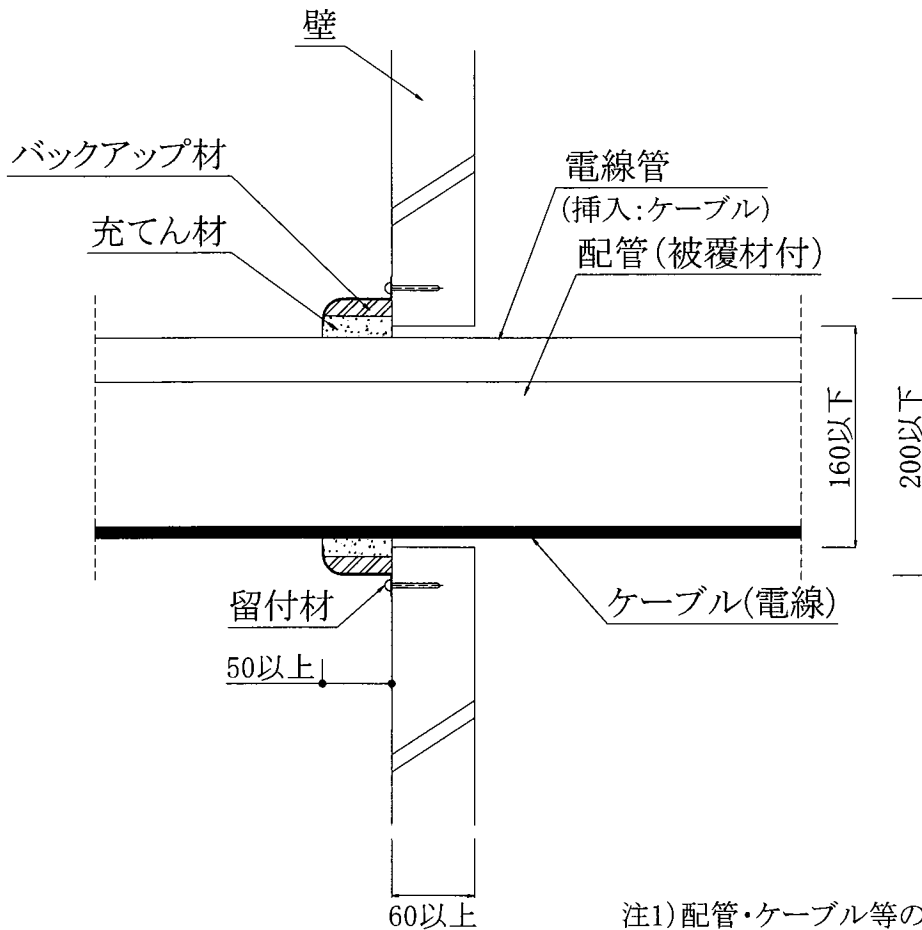 壁
バックアップ材
電線管
(挿入:ケーブル)
充てん材
配管(被覆材付)
160以下
200以下
留付材
ケーブル(電線)
50以上
60以上
注1)配管・ケーブル等の